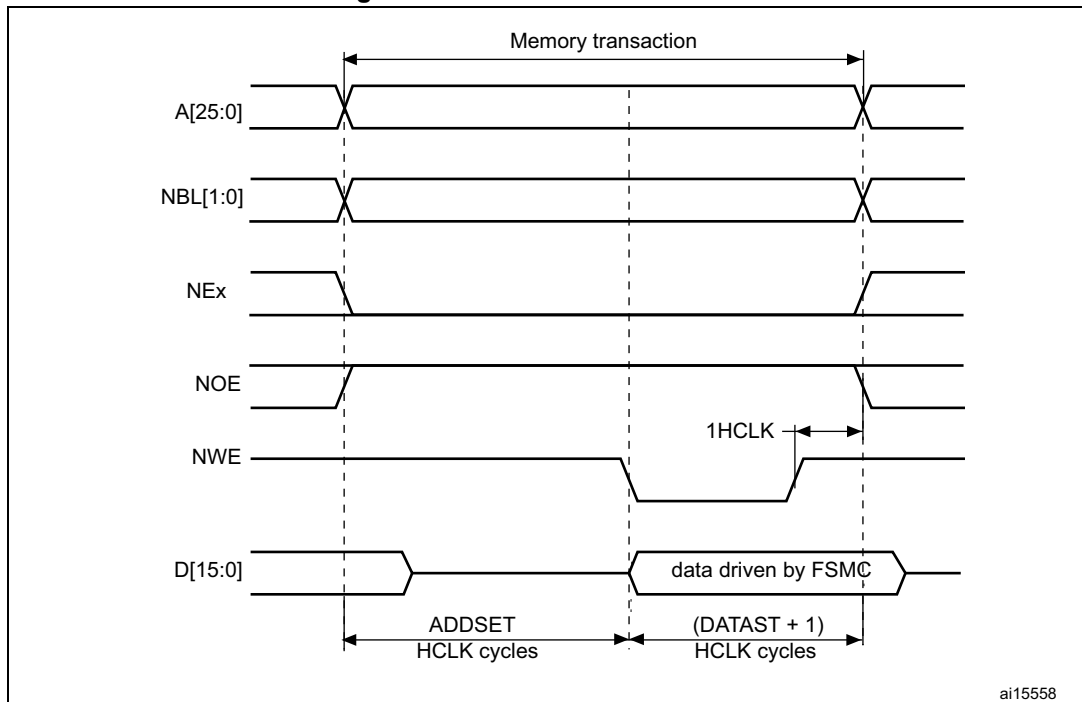 Memory transaction
A[25:0]
NBL[1:0]
NEx
NOE
1HCLK
NWE
D[15:0]
data driven by FSMC
ADDSET
HCLK cycles
(DATAST + 1)
HCLK cycles
ai15558